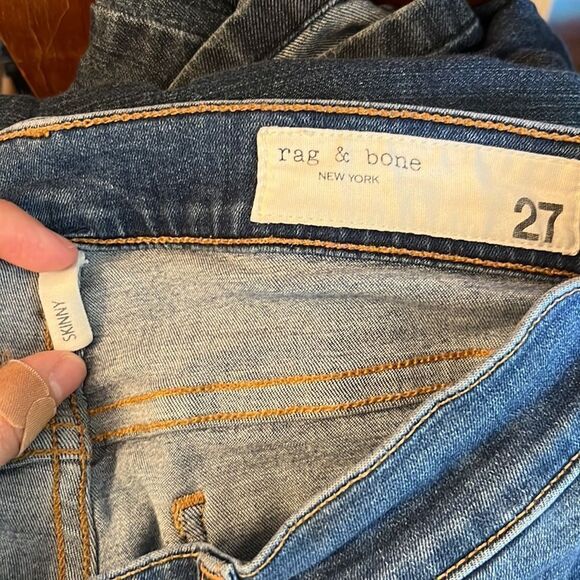 rag & bone
NEW YORK
27
SKINNY